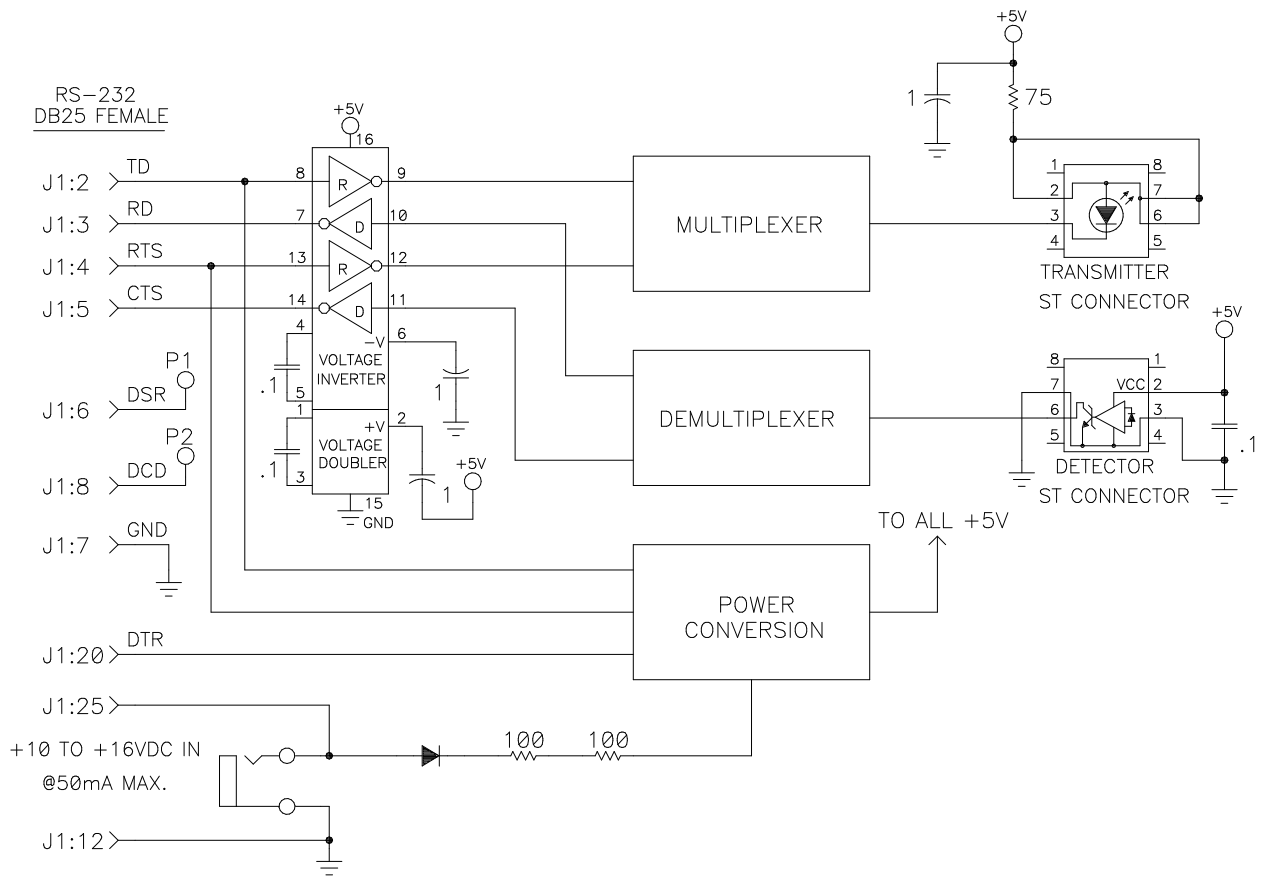 +5V
RS-232
DB25 FEMALE
1
75
+5V
16
J1:2
TD
8
R
9
J1:3
RD
7
D
10
J1:4
RTS
13
R
12
J1:5
CTS
14
D
11
MULTIPLEXER
1
2
3
4
8
7
6
5
TRANSMITTER
ST CONNECTOR
4
-V
6
VOLTAGE
INVERTER
.1
5
1
P1
DSR
J1:6
1
+V
2
VOLTAGE
DOUBLER
.1
3
1
+5V
15
GND
P2
DCD
J1:8
DEMULTIPLEXER
+5V
8
7
6
5
VCC
1
2
3
4
.1
DETECTOR
ST CONNECTOR
GND
J1:7
TO ALL +5V
POWER
CONVERSION
DTR
J1:20
J1:25
+10 TO +16VDC IN
@50mA MAX.
100
100
J1:12